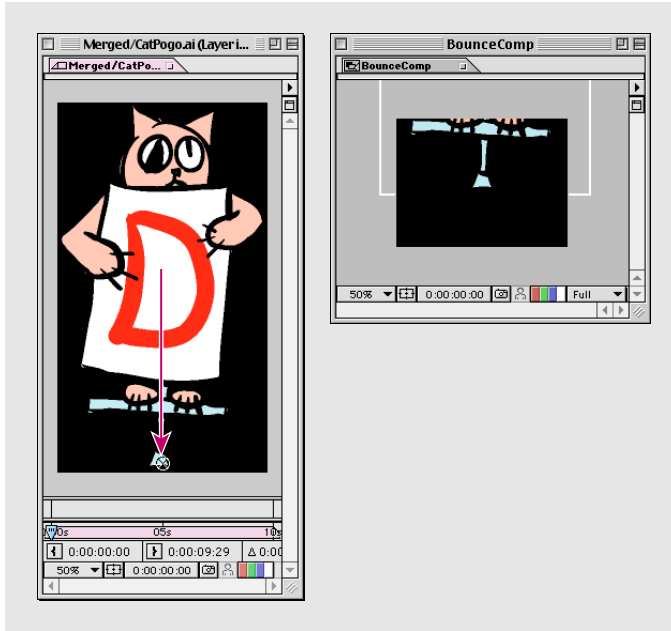 Merged/CatPogo.ai (Layer i...
Merged/CatPo...
D
0s 05s 10s
0:00:00:00 0:00:09:29 Δ 0:00
50% 0:00:00:00
BounceComp
BounceComp
50% 0:00:00:00 Full